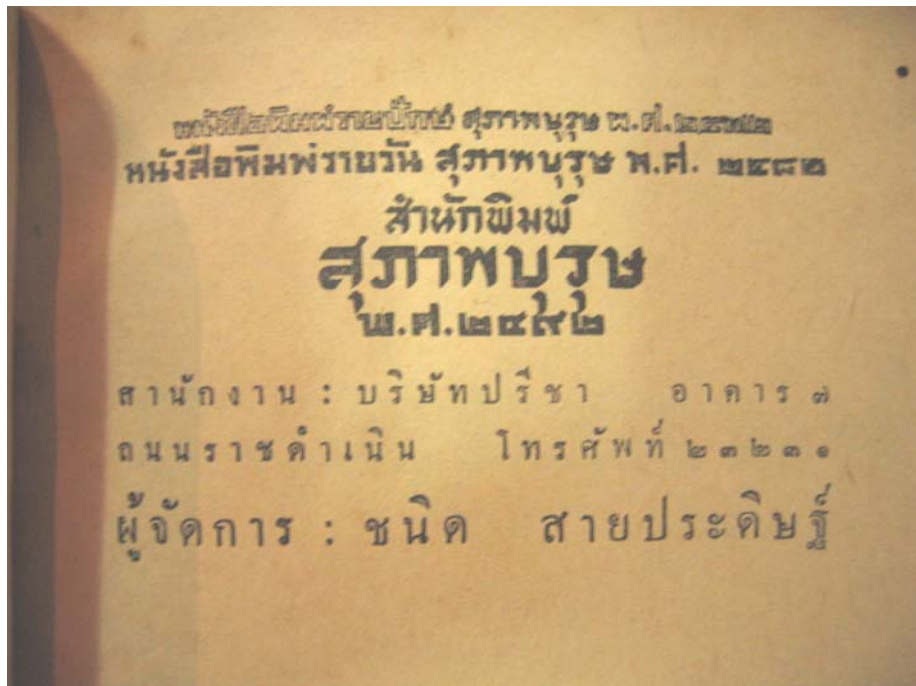 หนังสือพิมพ์รายปักษ์ สุภาพบุรุษ พ.ศ.๒๔๗๒
หนังสือพิมพ์รายวัน สุภาพบุรุษ พ.ศ. ๒๔๘๒
สำนักพิมพ์
สุภาพบุรุษ
พ.ศ.๒๔๙๒
สานักงาน : บริษัทปรีชา อาคาร ๗
ถนนราชดำเนิน โทรศัพท์ ๒๓๒๓๑
ผู้จัดการ : ชนิด สายประดิษฐ์